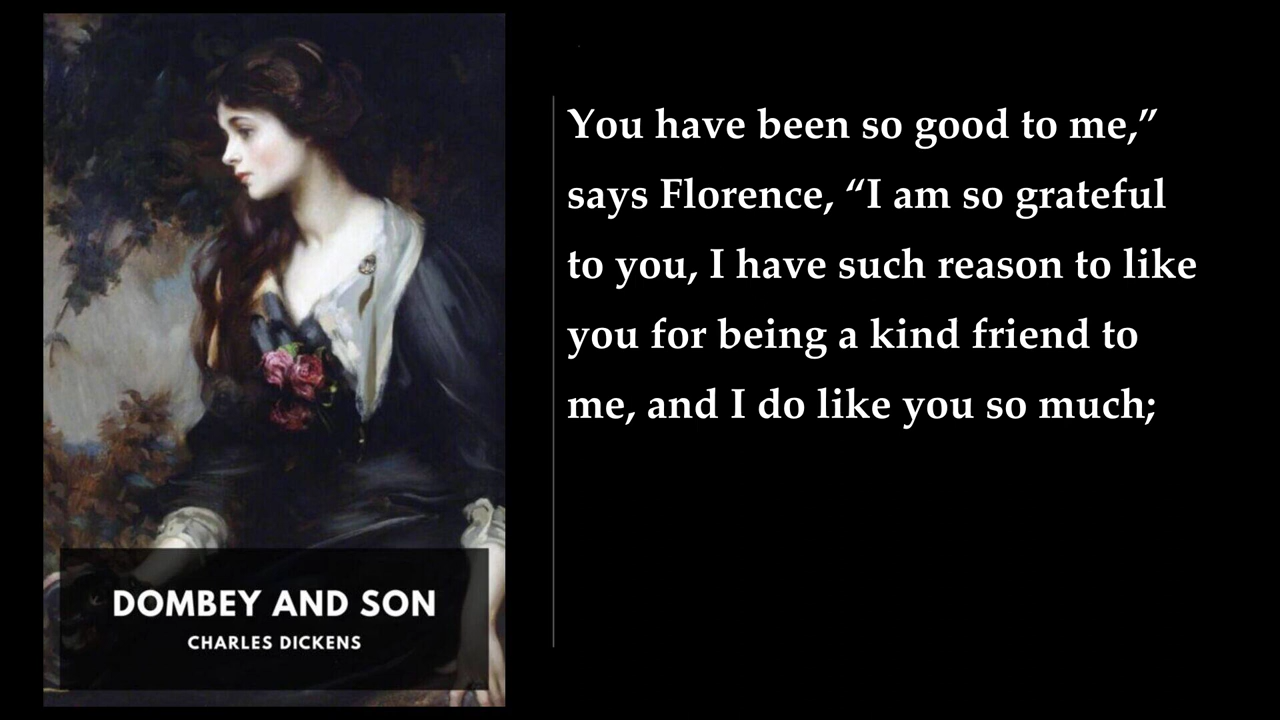 You have been so good to me,”
says Florence, “I am so grateful
to you, I have such reason to like
you for being a kind friend to
me, and I do like you so much;
DOMBEY AND SON
CHARLES DICKENS